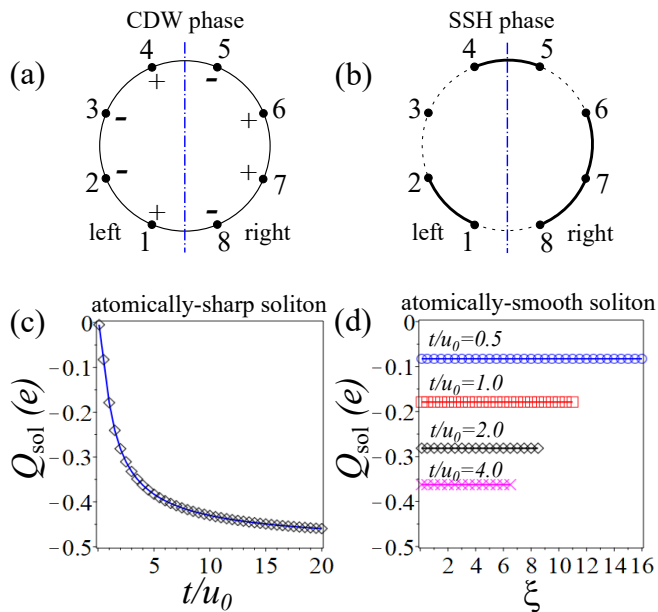 CDW phase
SSH phase
(a)
4
5
+
-
3
-
+
6
2
-
+
7
left
+
-
right
1
8
(b)
4
5
3
6
2
7
left
right
1
8
atomically-sharp soliton
(c)
0
-0.1
-0.2
-0.3
-0.4
-0.5
Q_sol (e)
5
10
15
20
t/u_0
atomically-smooth soliton
(d)
0
-0.1
-0.2
-0.3
-0.4
-0.5
Q_sol (e)
t/u_0=0.5
t/u_0=1.0
t/u_0=2.0
t/u_0=4.0
2 4 6 8 10 12 14 16
ξ